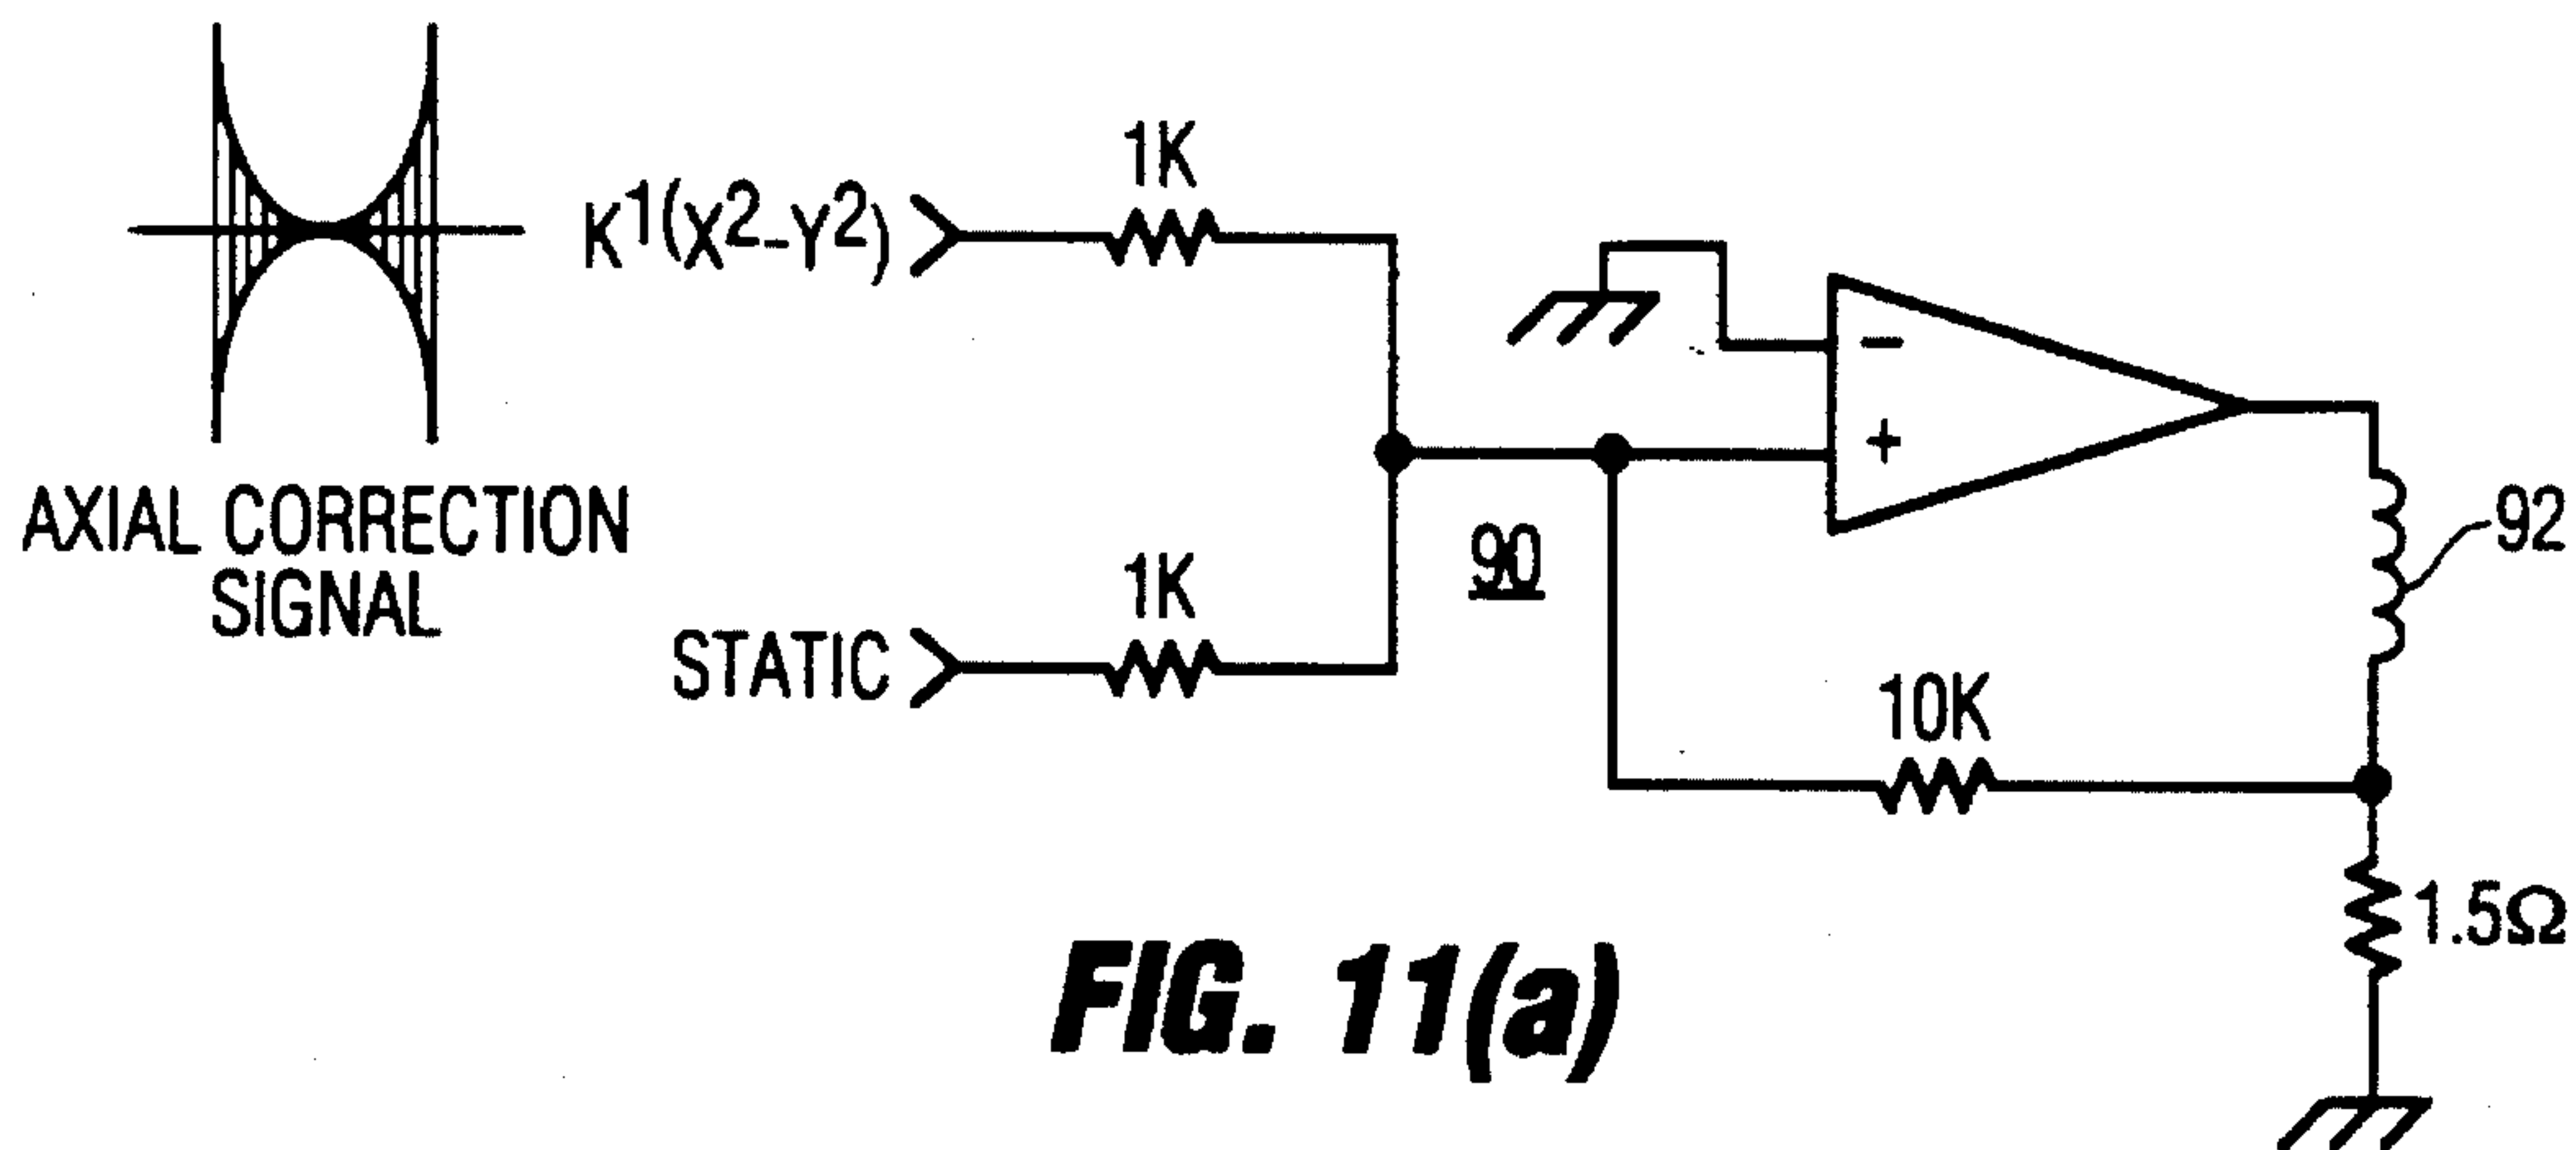 1K
K¹(X²-Y²)
-
+
AXIAL CORRECTION
SIGNAL
90
92
1K
STATIC
10K
1.5Ω
FIG. 11(a)